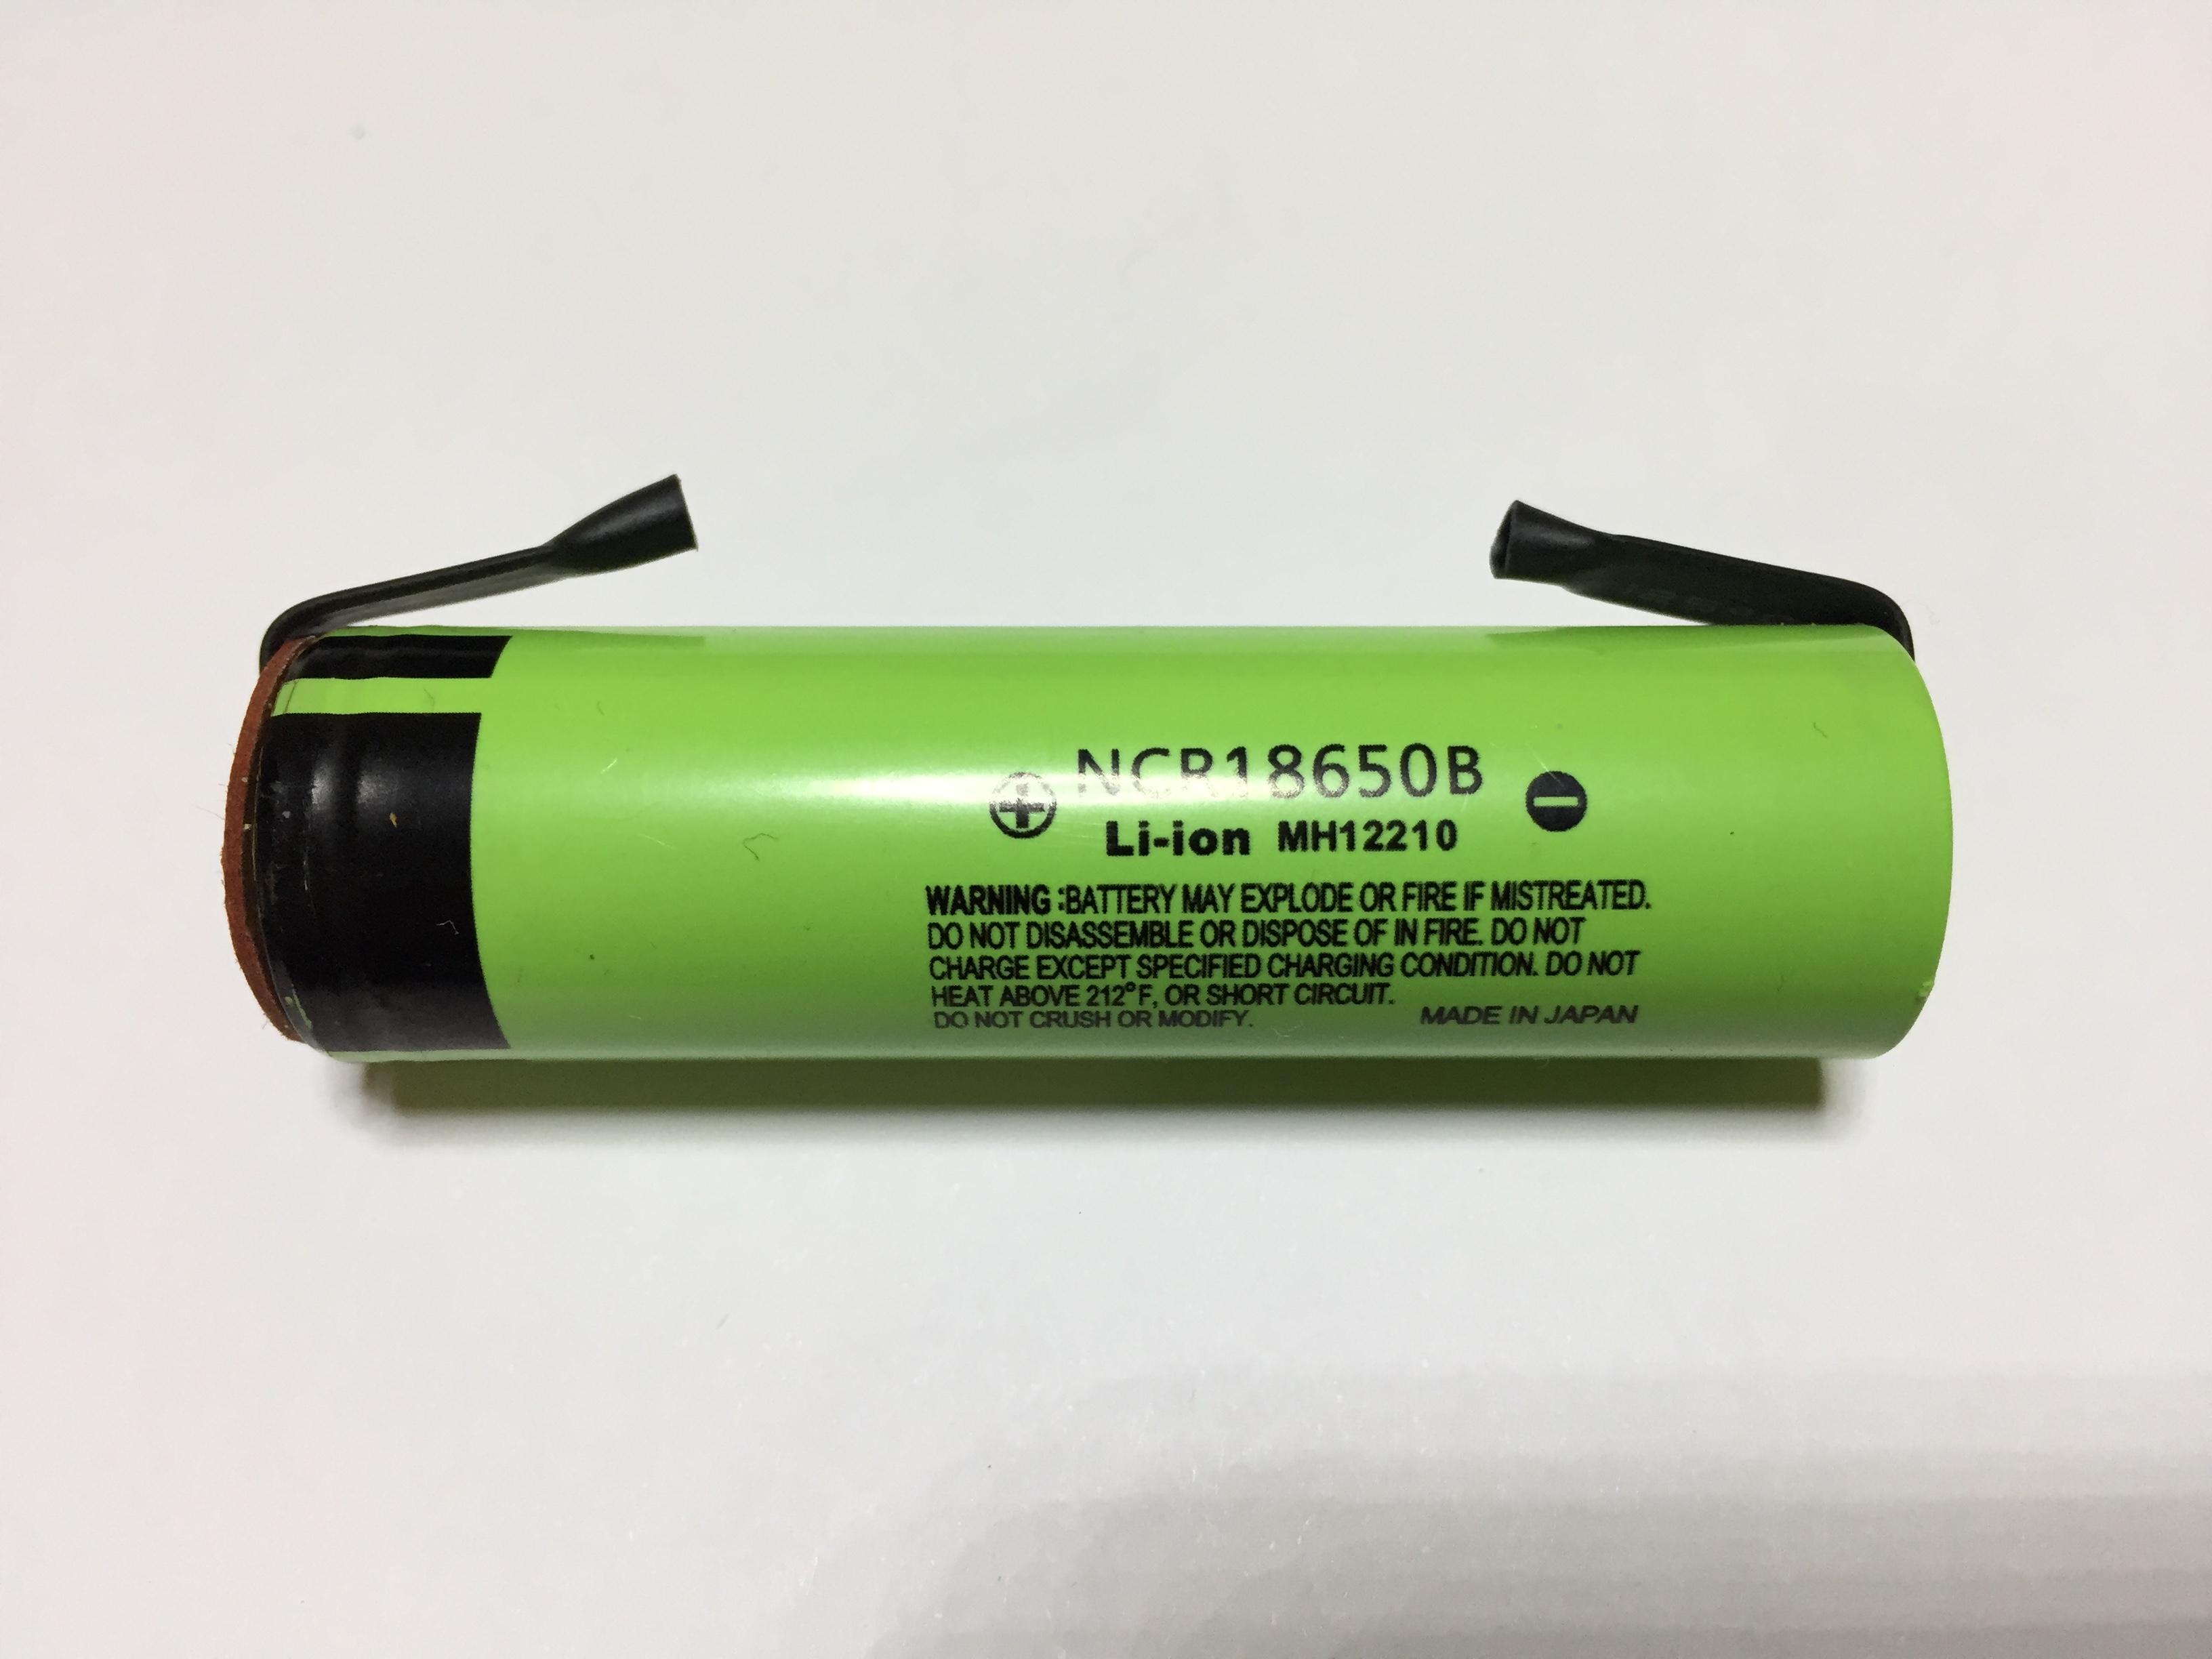 NCR18650B
Li-ion MH12210
WARNING :BATTERY MAY EXPLODE OR FIRE IF MISTREATED.
DO NOT DISASSEMBLE OR DISPOSE OF IN FIRE. DO NOT
CHARGE EXCEPT SPECIFIED CHARGING CONDITION. DO NOT
HEAT ABOVE 212°F, OR SHORT CIRCUIT.
DO NOT CRUSH OR MODIFY. MADE IN JAPAN